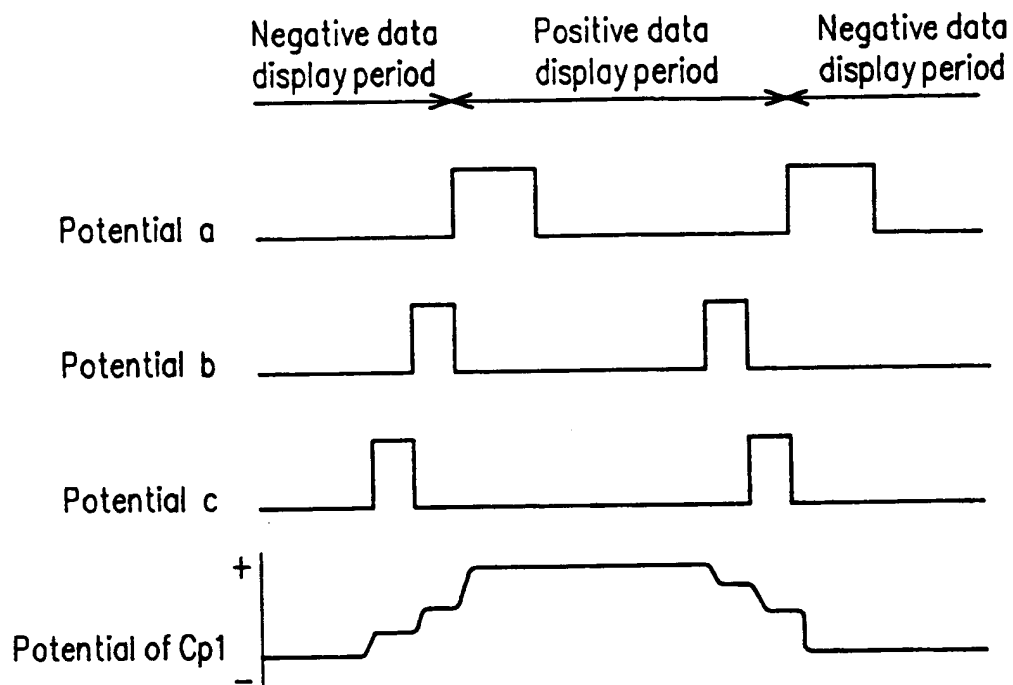 Negative data
display period
Positive data
display period
Negative data
display period
Potential a
Potential b
Potential c
+
Potential of Cp1
−